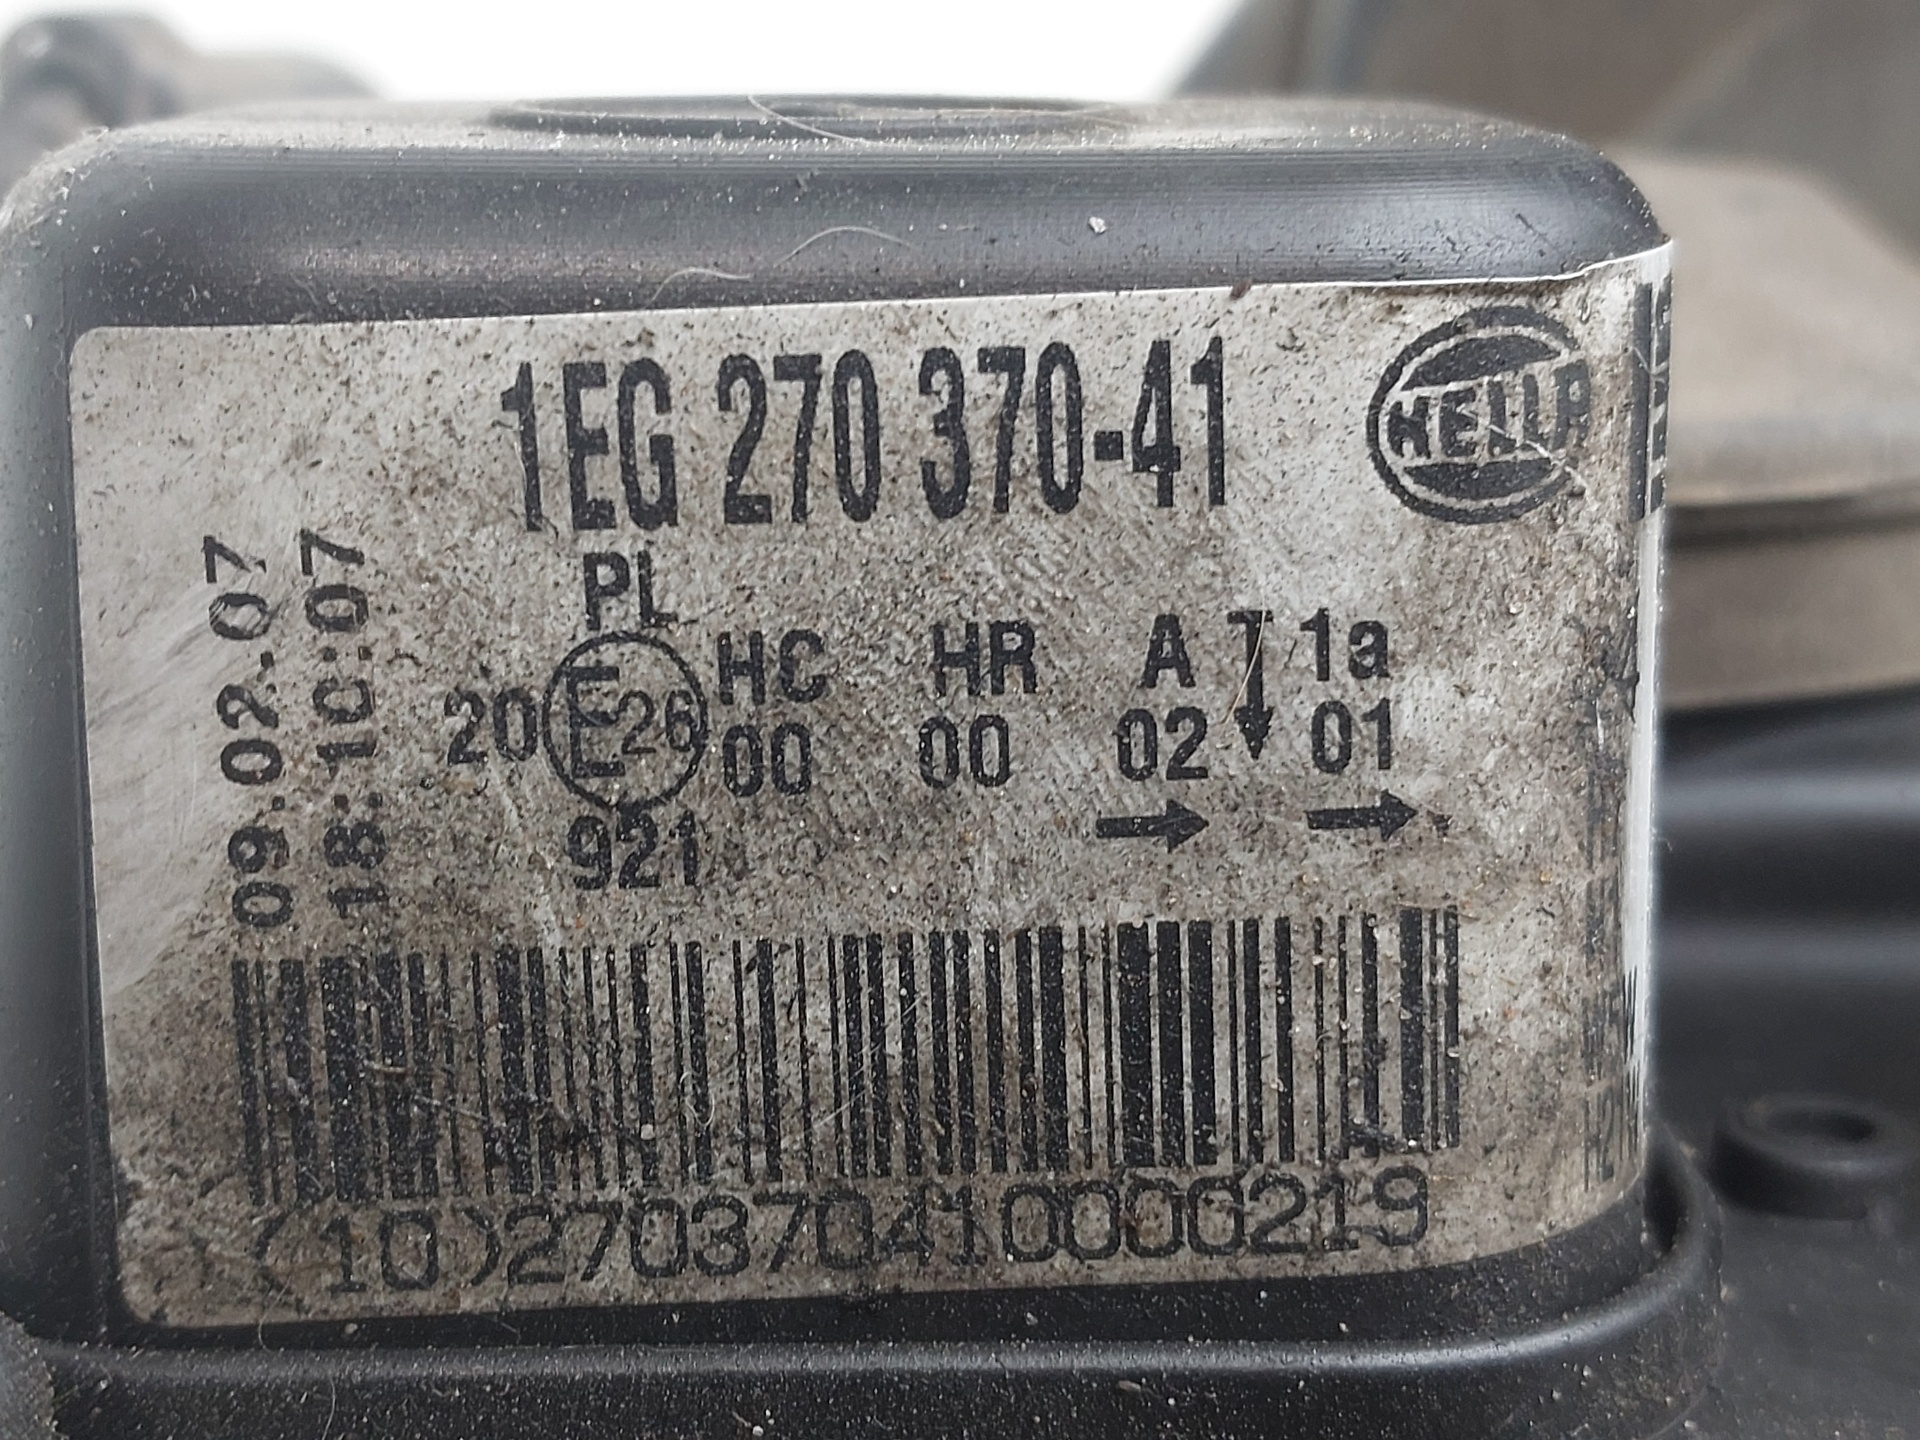 1EG 270 370-41
HELLA
09.02.07
18:10:07
PL
20 E26 HC HR A 1a
00 00 02 01
921 → →
(10)270370410000219